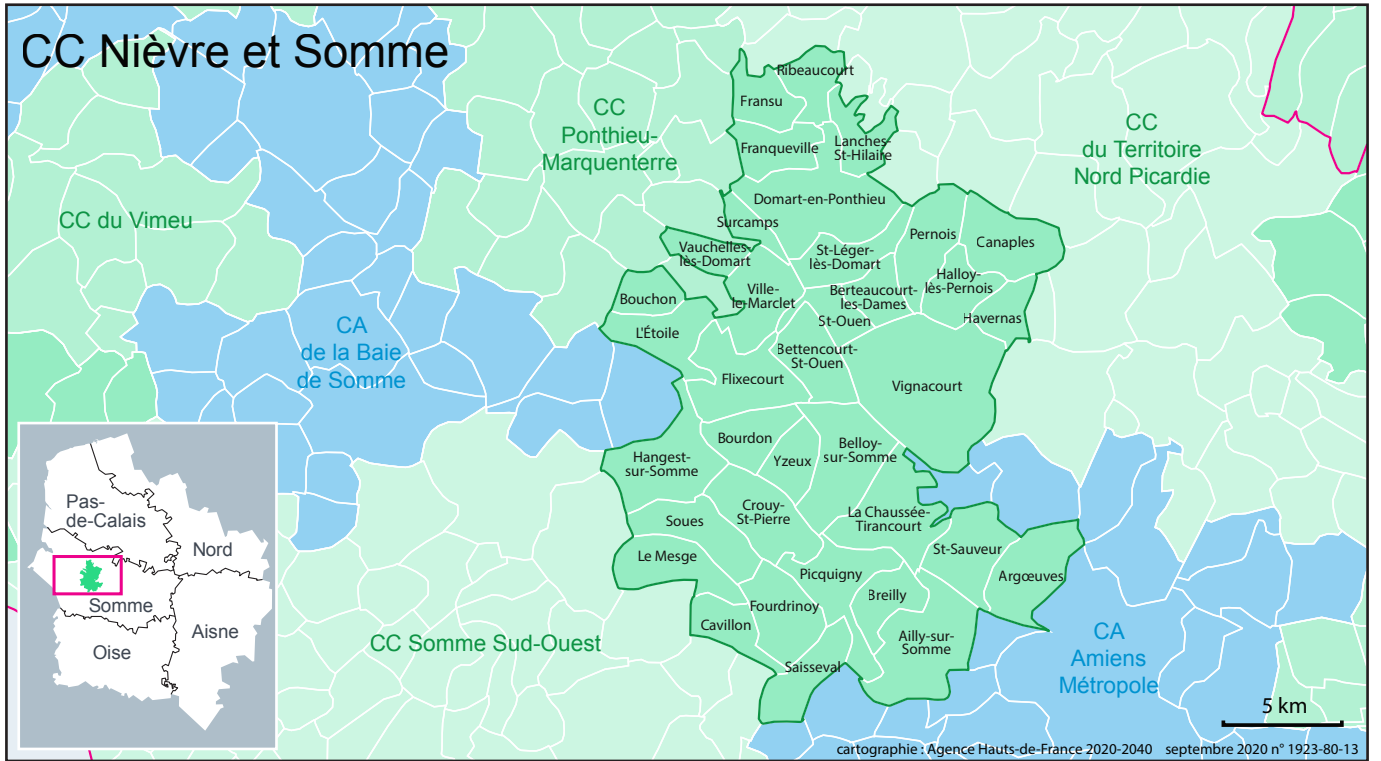 CC Nièvre et Somme
Ribeaucourt
Fransu
CC
Ponthieu-
Marquenterre
CC
du Territoire
Nord Picardie
Franqueville
Lanches-
St-Hilaire
Domart-en-Ponthieu
CC du Vimeu
Surcamps
Pernois
Canaples
Vauchelles-
lès-Domart
St-Léger-
lès-Domart
Halloy-
lès-Pernois
Bouchon
Ville-
le-Marclet
Berteaucourt-
les-Dames
St-Ouen
Havernas
L'Étoile
CA
de la Baie
de Somme
Bettencourt-
St-Ouen
Flixecourt
Vignacourt
Bourdon
Belloy-
sur-Somme
Yzeux
Hangest-
sur-Somme
Crouy-
St-Pierre
La Chaussée-
Tirancourt
Soues
St-Sauveur
Le Mesge
Picquigny
Argœuves
Breilly
Fourdrinoy
Cavillon
CC Somme Sud-Ouest
Ailly-sur-
Somme
CA
Amiens
Métropole
Saisseval
Pas-
de-Calais
Nord
Somme
Aisne
Oise
5 km
cartographie : Agence Hauts-de-France 2020-2040 septembre 2020 n° 1923-80-13